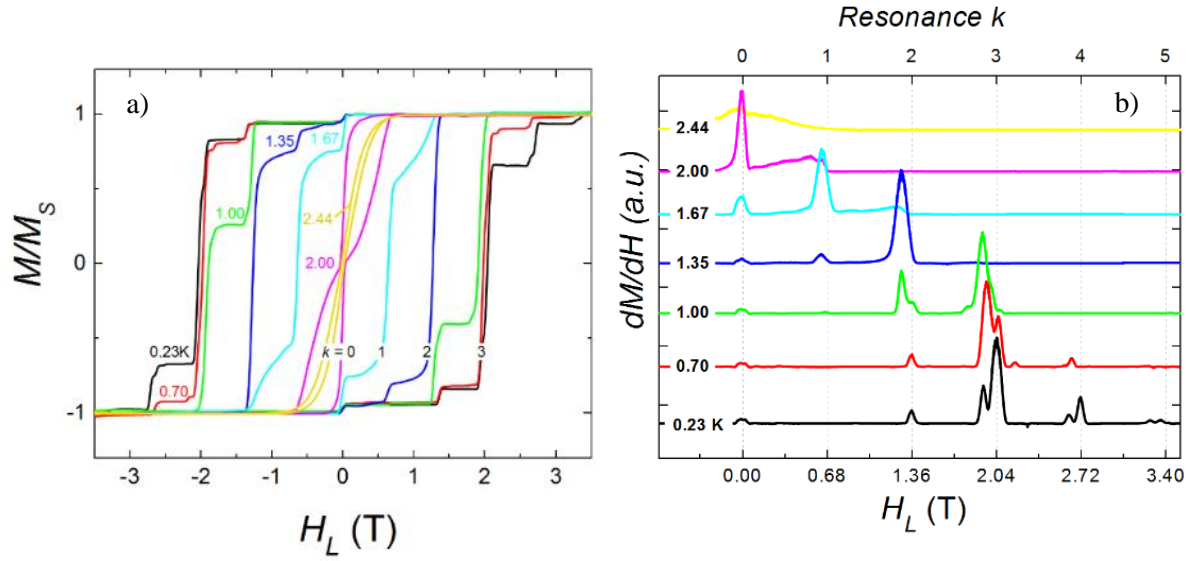 a)
M/M_S
1
0
-1
1.35
1.67
1.00
2.44
2.00
0.23K
k = 0
1
2
3
0.70
-3 -2 -1 0 1 2 3
H_L (T)
Resonance k
0 1 2 3 4 5
b)
dM/dH (a.u.)
2.44
2.00
1.67
1.35
1.00
0.70
0.23 K
0.00 0.68 1.36 2.04 2.72 3.40
H_L (T)